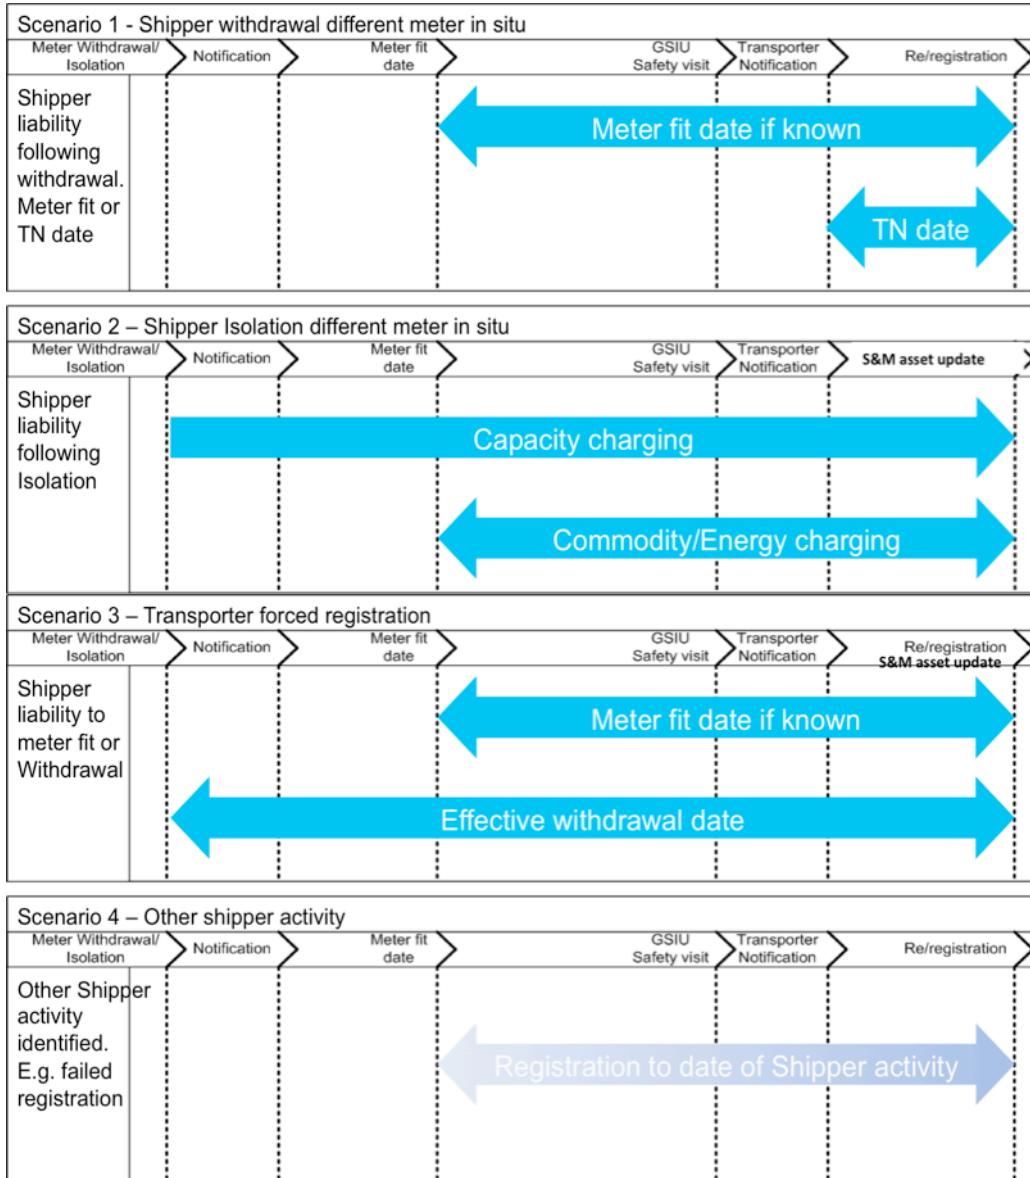 Scenario 1 - Shipper withdrawal different meter in situ
Meter Withdrawal/
Isolation
Notification
Meter fit
date
GSIU
Safety visit
Transporter
Notification
Re/registration
Shipper
liability
following
withdrawal.
Meter fit or
TN date
Meter fit date if known
TN date
Scenario 2 – Shipper Isolation different meter in situ
Meter Withdrawal/
Isolation
Notification
Meter fit
date
GSIU
Safety visit
Transporter
Notification
S&M asset update
Shipper
liability
following
Isolation
Capacity charging
Commodity/Energy charging
Scenario 3 – Transporter forced registration
Meter Withdrawal/
Isolation
Notification
Meter fit
date
GSIU
Safety visit
Transporter
Notification
Re/registration
S&M asset update
Shipper
liability to
meter fit or
Withdrawal
Meter fit date if known
Effective withdrawal date
Scenario 4 – Other shipper activity
Meter Withdrawal/
Isolation
Notification
Meter fit
date
GSIU
Safety visit
Transporter
Notification
Re/registration
Other Shipper
activity
identified.
E.g. failed
registration
Registration to date of Shipper activity